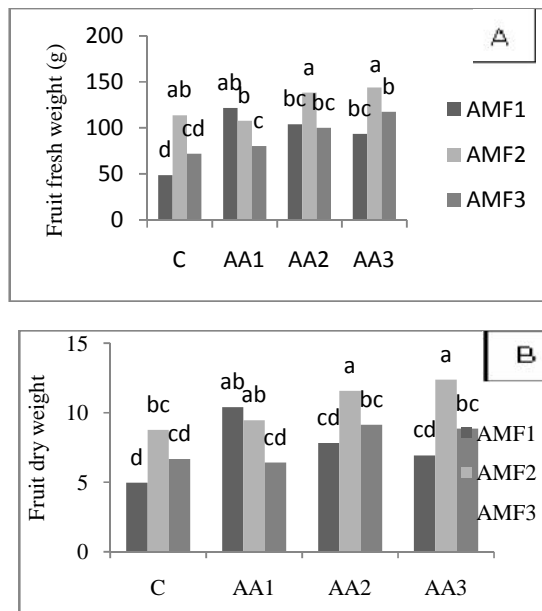 A
200
150
100
50
0
Fruit fresh weight (g)
d ab cd ab b c bc a bc bc a b
C AA1 AA2 AA3
AMF1
AMF2
AMF3
B
15
10
5
0
Fruit dry weight
d bc cd ab ab cd cd a bc cd a bc
C AA1 AA2 AA3
AMF1
AMF2
AMF3